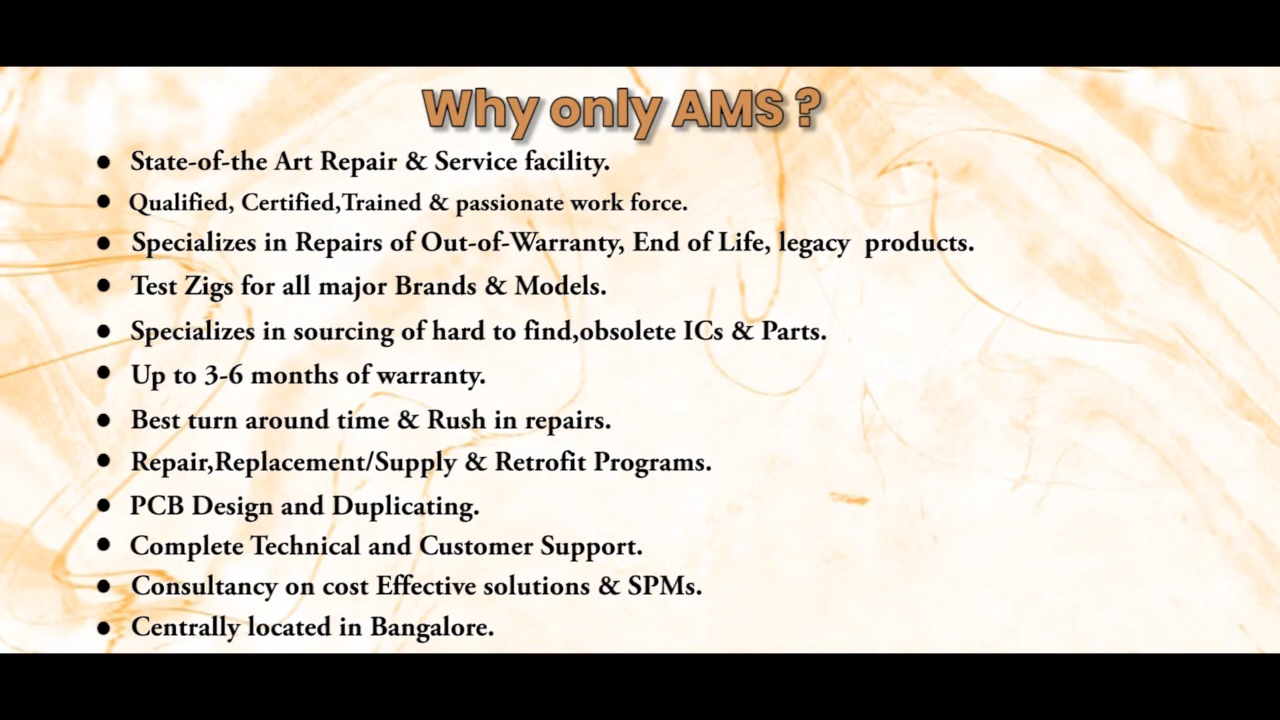 Why only AMS ?
● State-of-the Art Repair & Service facility.
● Qualified, Certified,Trained & passionate work force.
● Specializes in Repairs of Out-of-Warranty, End of Life, legacy  products.
● Test Zigs for all major Brands & Models.
● Specializes in sourcing of hard to find,obsolete ICs & Parts.
● Up to 3-6 months of warranty.
● Best turn around time & Rush in repairs.
● Repair,Replacement/Supply & Retrofit Programs.
● PCB Design and Duplicating.
● Complete Technical and Customer Support.
● Consultancy on cost Effective solutions & SPMs.
● Centrally located in Bangalore.